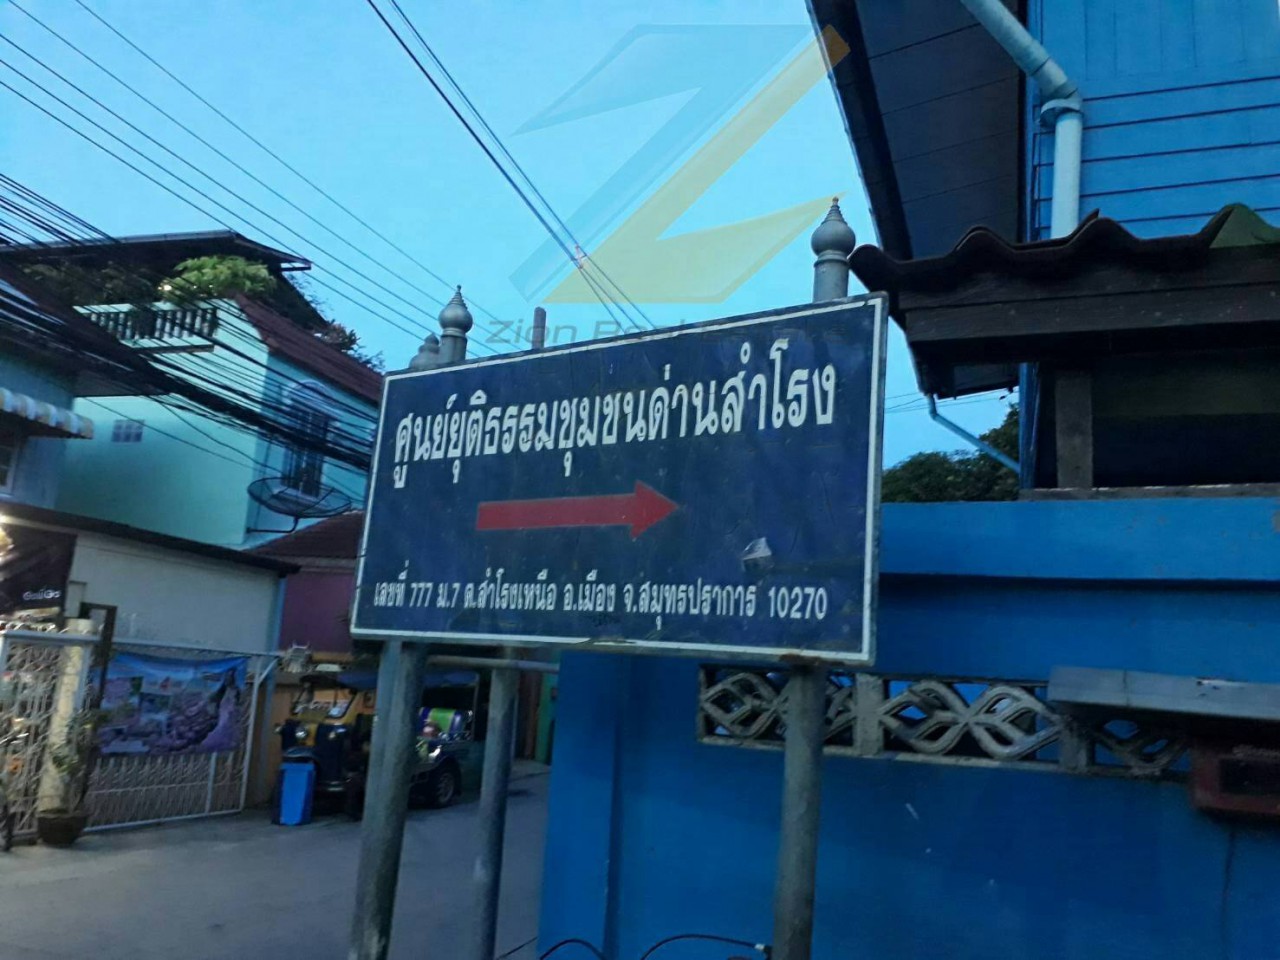 ศูนย์ยุติธรรมชุมชนด่านสำโรง
เลขที่ 777 ม.7 ต.สำโรงเหนือ อ.เมือง จ.สมุทรปราการ 10270
Zion